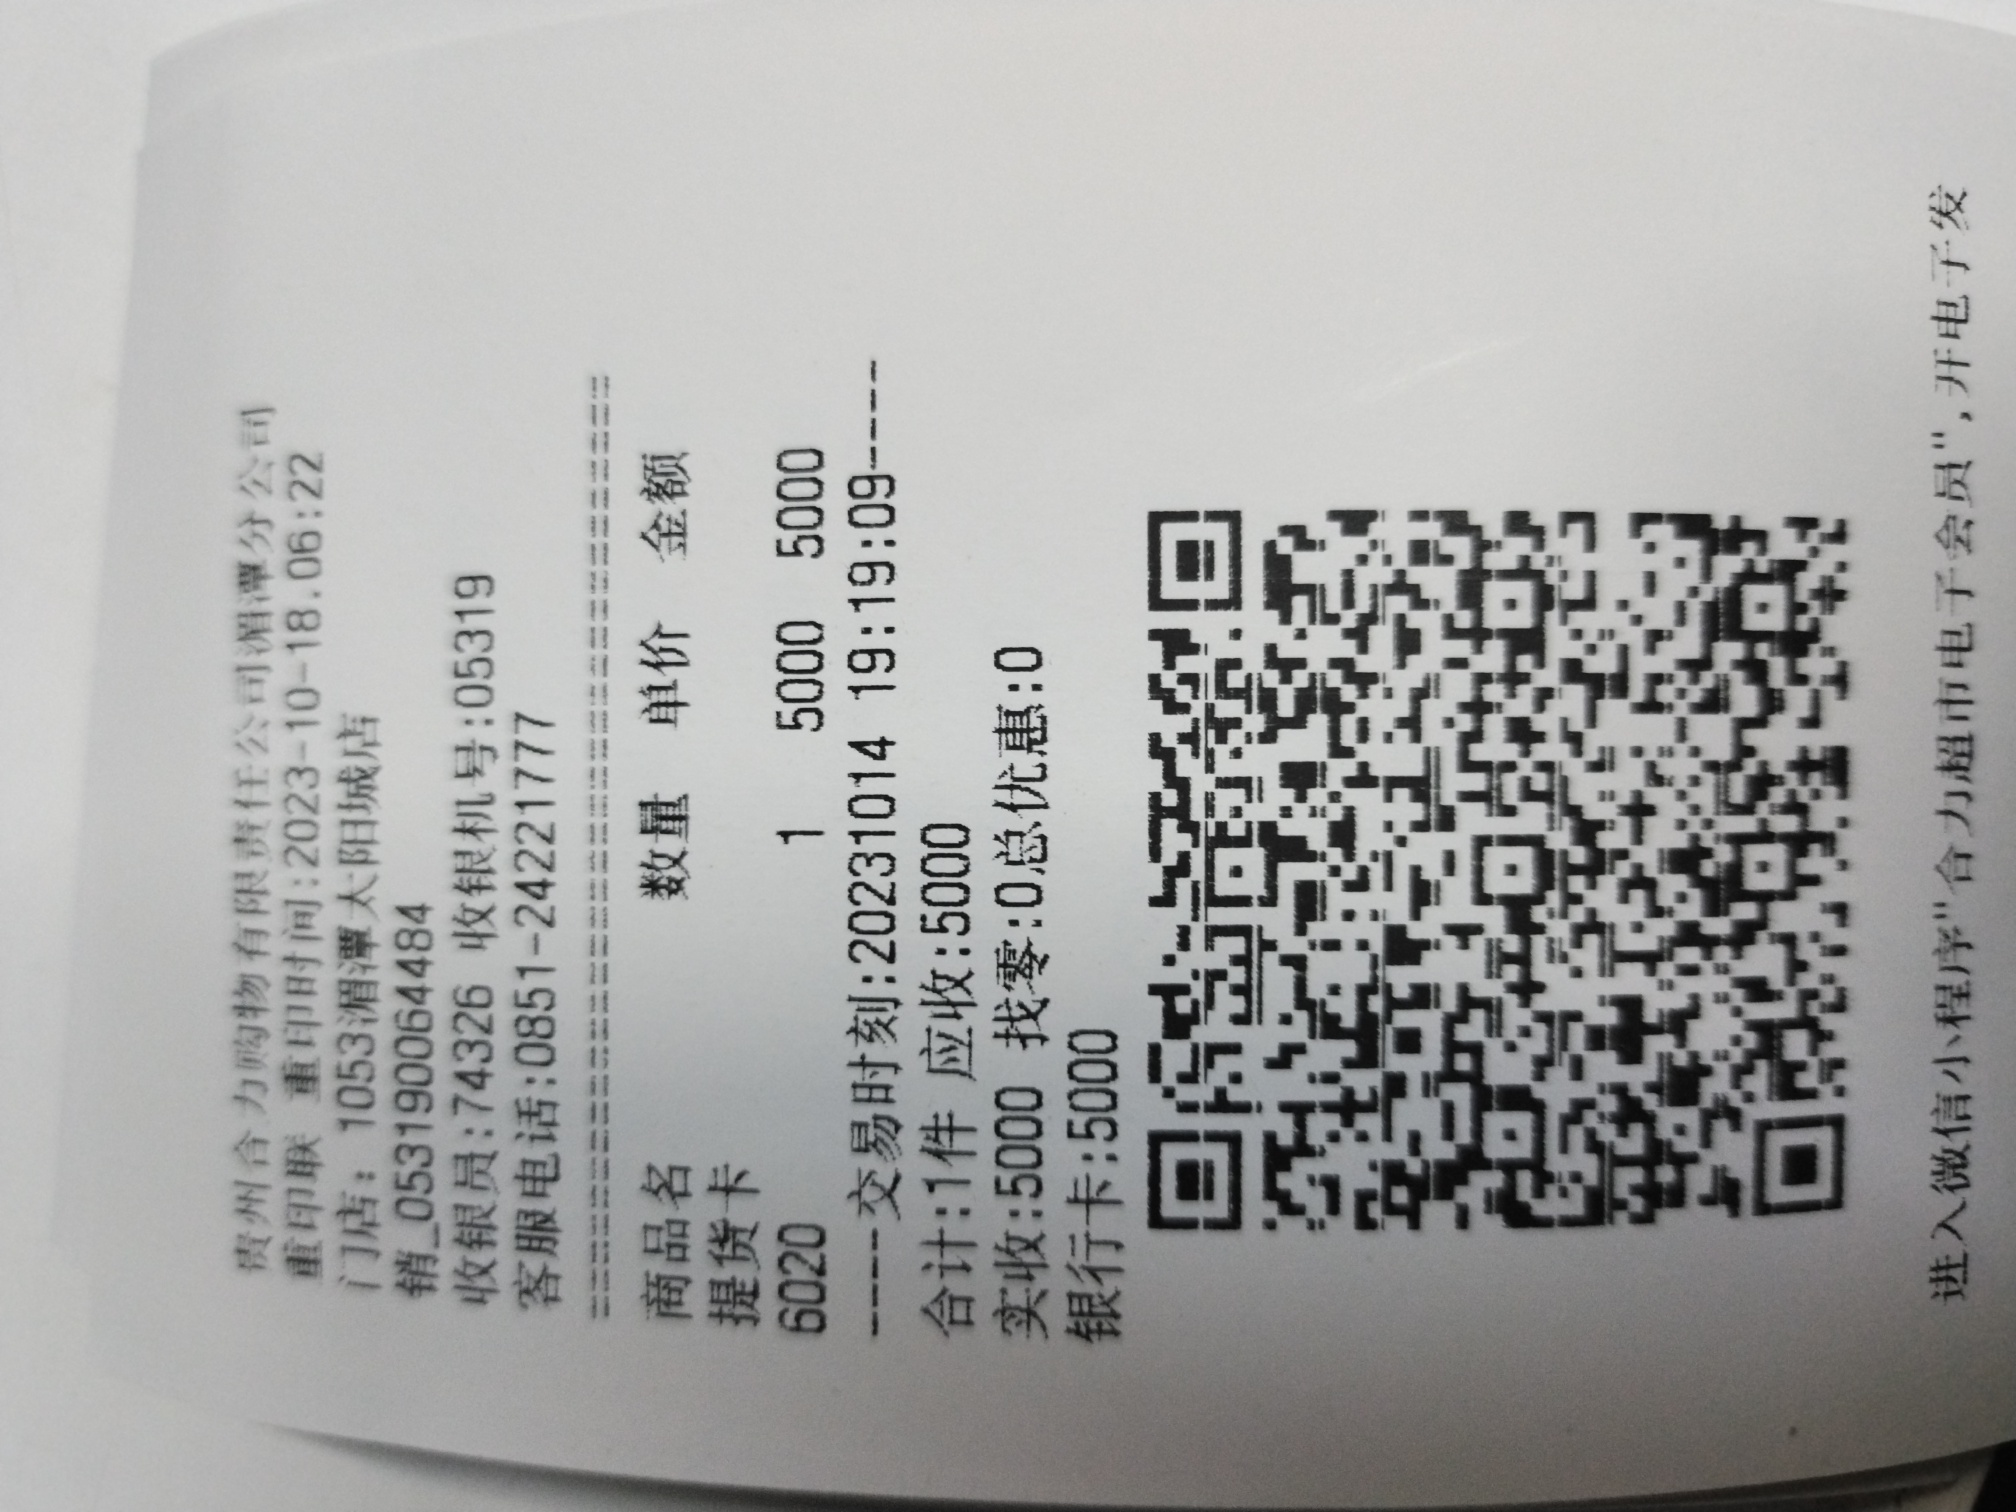 贵州合力购物有限责任公司湄潭分公司
重印联 重印时间:2023-10-18.06:22
门店: 1053湄潭太阳城店
销_053190064484
收银员:74326 收银机号:05319
客服电话:0851-24221777
商品名 数量 单价 金额
提货卡
6020 1 5000 5000
----交易时刻:20231014 19:19:09----
合计:1件 应收:5000
实收:5000 找零:0总优惠:0
银行卡:5000
进入微信小程序"合力超市电子会员",开电子发